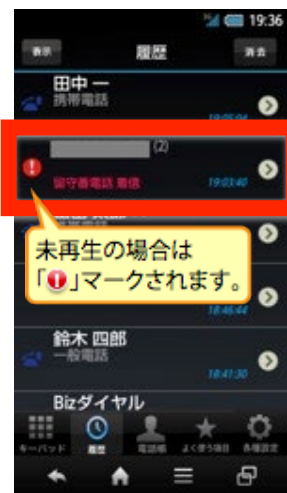 19:36
表示 履歴 消去
田中 一
携帯電話
19:05:04
(2)
留守番電話 着信
19:03:40
未再生の場合は
「!」マークされます。
18:46:44
鈴木 四郎
一般電話
18:41:30
Bizダイヤル
キーパッド 履歴 電話帳 よく使う項目 各種設定